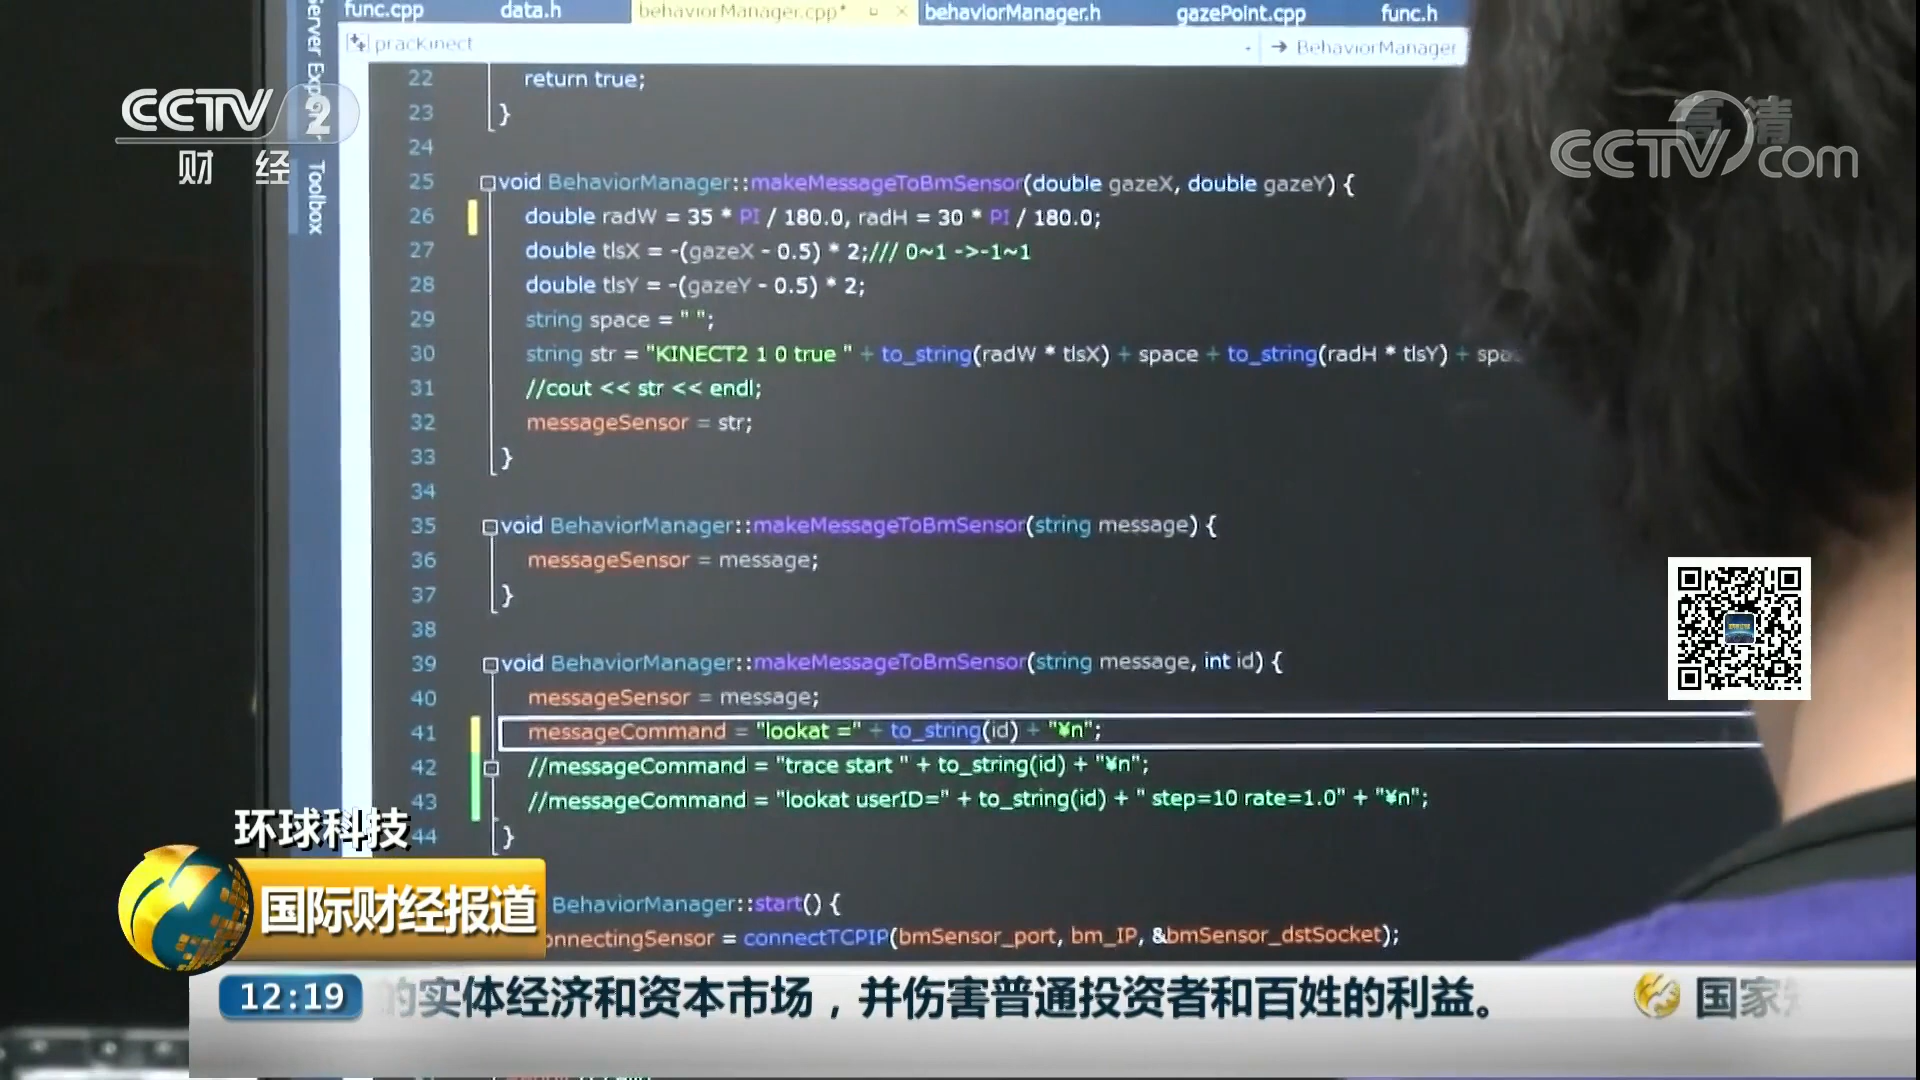 func.cpp data.h behaviorManager.cpp* behaviorManager.h gazePoint.cpp func.h
pracKinect BehaviorManager
Toolbox
CCTV 2
财经
高清
CCTV.com
22 return true;
23 }
24
25 void BehaviorManager::makeMessageToBmSensor(double gazeX, double gazeY) {
26 double radW = 35 * PI / 180.0, radH = 30 * PI / 180.0;
27 double tlsX = -(gazeX - 0.5) * 2;/// 0~1 ->-1~1
28 double tlsY = -(gazeY - 0.5) * 2;
29 string space = " ";
30 string str = "KINECT2 1 0 true " + to_string(radW * tlsX) + space + to_string(radH * tlsY) +
31 //cout << str << endl;
32 messageSensor = str;
33 }
34
35 void BehaviorManager::makeMessageToBmSensor(string message) {
36 messageSensor = message;
37 }
38
39 void BehaviorManager::makeMessageToBmSensor(string message, int id) {
40 messageSensor = message;
41 messageCommand = "lookat =" + to_string(id) + "¥n";
42 //messageCommand = "trace start " + to_string(id) + "¥n";
43 //messageCommand = "lookat userID=" + to_string(id) + " step=10 rate=1.0" + "¥n";
44 }
BehaviorManager::start() {
onnectingSensor = connectTCPIP(bmSensor_port, bm_IP, &bmSensor_dstSocket);
环球科技
国际财经报道
12:19 的实体经济和资本市场，并伤害普通投资者和百姓的利益。 国家